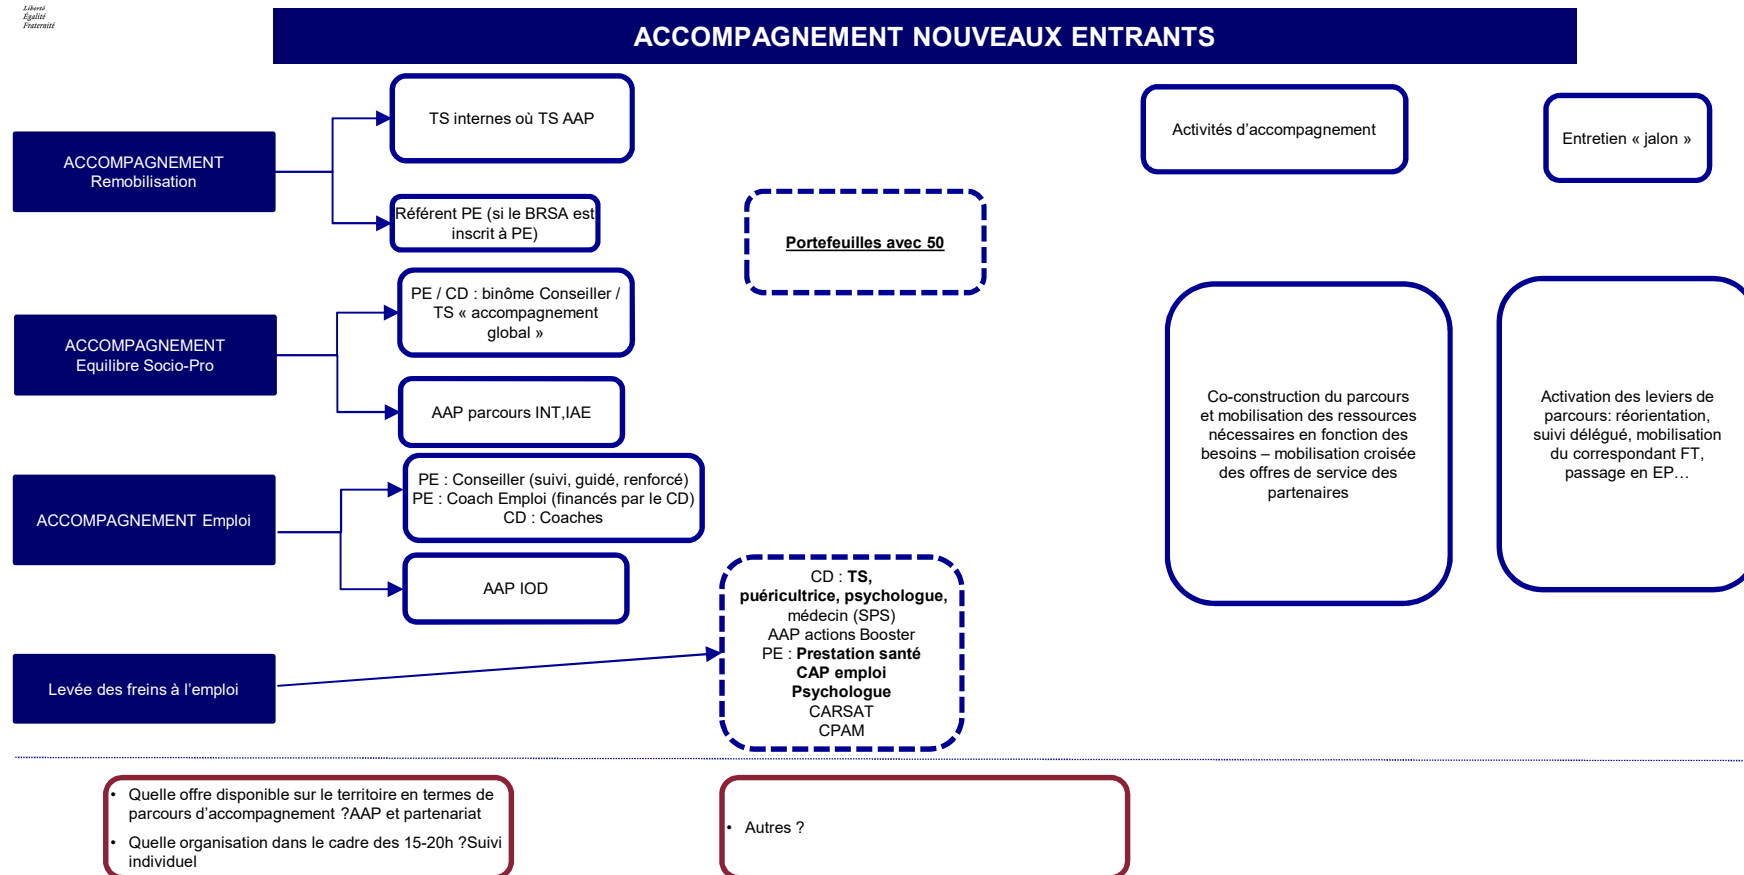 Liberté
Égalité
Fraternité
ACCOMPAGNEMENT NOUVEAUX ENTRANTS
ACCOMPAGNEMENT
Remobilisation
TS internes où TS AAP
Référent PE (si le BRSA est
inscrit à PE)
ACCOMPAGNEMENT
Equilibre Socio-Pro
PE / CD : binôme Conseiller /
TS « accompagnement
global »
AAP parcours INT,IAE
ACCOMPAGNEMENT Emploi
PE : Conseiller (suivi, guidé, renforcé)
PE : Coach Emploi (financés par le CD)
CD : Coaches
AAP IOD
Levée des freins à l’emploi
Portefeuilles avec 50
CD : TS,
puéricultrice, psychologue,
médecin (SPS)
AAP actions Booster
PE : Prestation santé
CAP emploi
Psychologue
CARSAT
CPAM
Activités d’accompagnement
Co-construction du parcours
et mobilisation des ressources
nécessaires en fonction des
besoins – mobilisation croisée
des offres de service des
partenaires
Entretien « jalon »
Activation des leviers de
parcours: réorientation,
suivi délégué, mobilisation
du correspondant FT,
passage en EP…
• Quelle offre disponible sur le territoire en termes de
parcours d’accompagnement ?AAP et partenariat
• Quelle organisation dans le cadre des 15-20h ?Suivi
individuel
• Autres ?